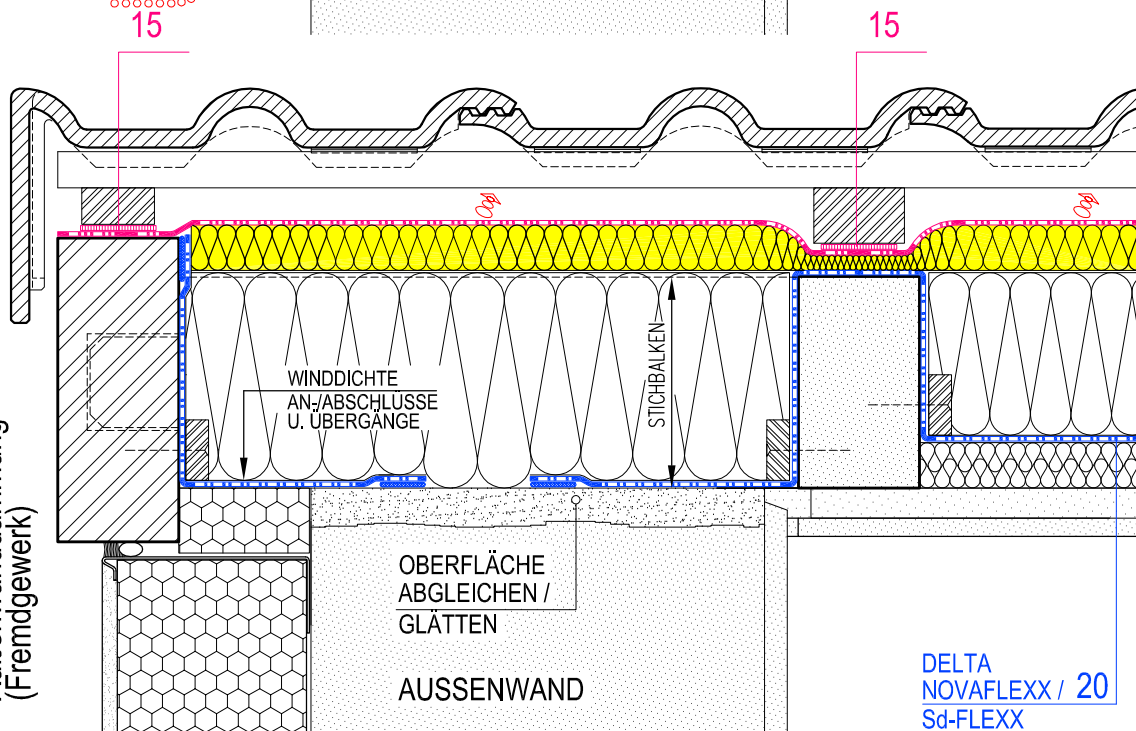 15
15
WINDDICHTE
AN-/ABSCHLÜSSE
U. ÜBERGÄNGE
STICHBALKEN
OBERFLÄCHE
ABGLEICHEN /
GLÄTTEN
AUSSENWAND
(Fremdgewerk)
DELTA
NOVAFLEXX / 20
Sd-FLEXX